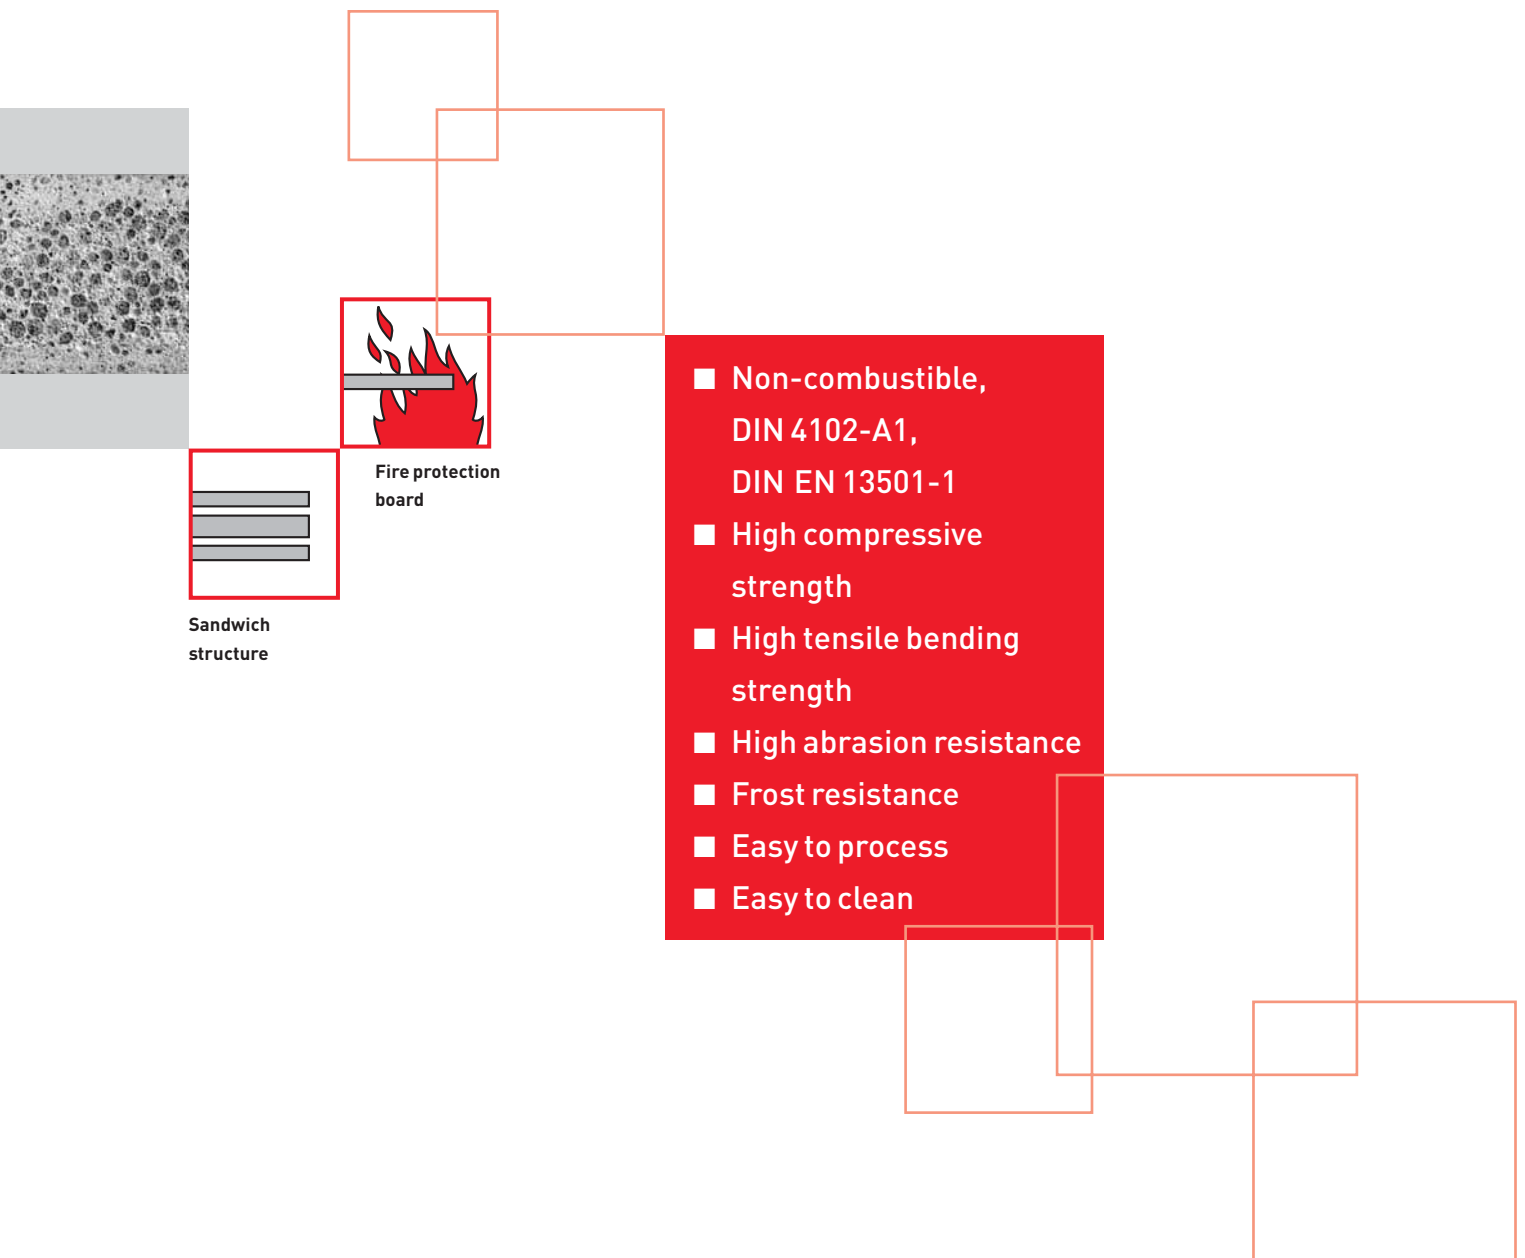 Fire protection
board
Sandwich
structure
■ Non-combustible,
DIN 4102-A1,
DIN EN 13501-1
■ High compressive
strength
■ High tensile bending
strength
■ High abrasion resistance
■ Frost resistance
■ Easy to process
■ Easy to clean